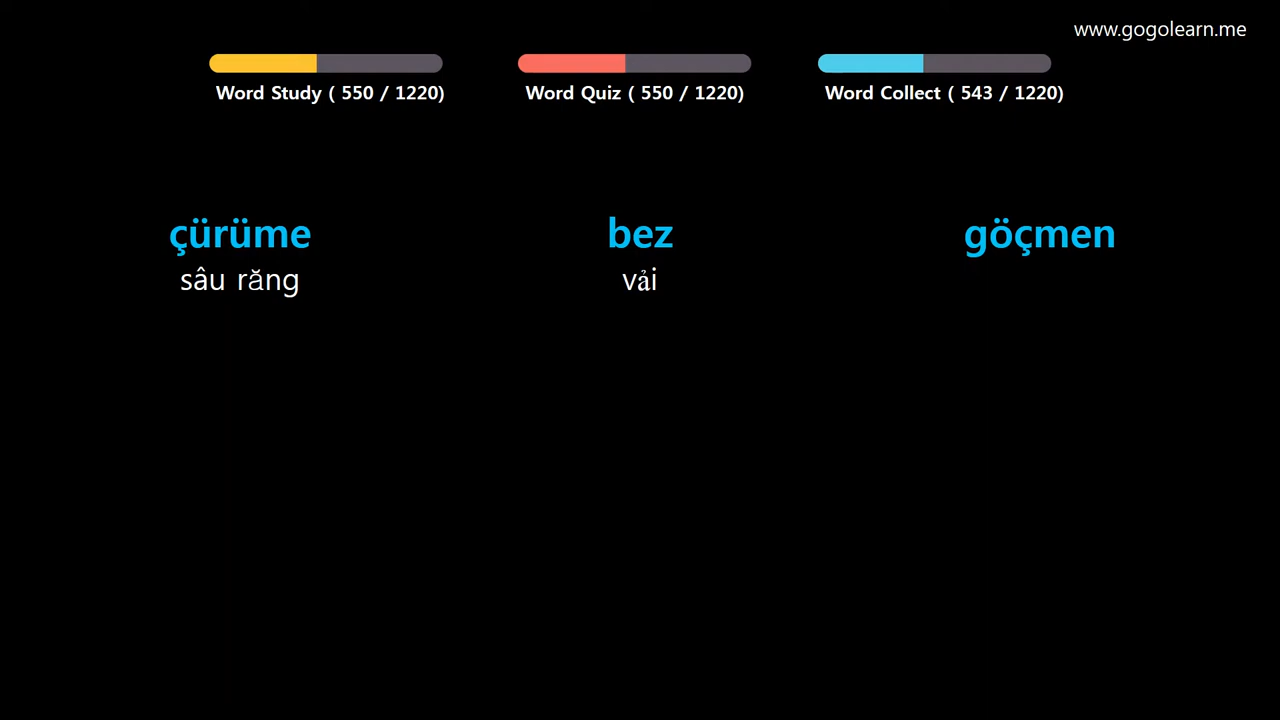 www.gogolearn.me
Word Study ( 550 / 1220)
Word Quiz ( 550 / 1220)
Word Collect ( 543 / 1220)
çürüme
sâu răng
bez
vải
göçmen